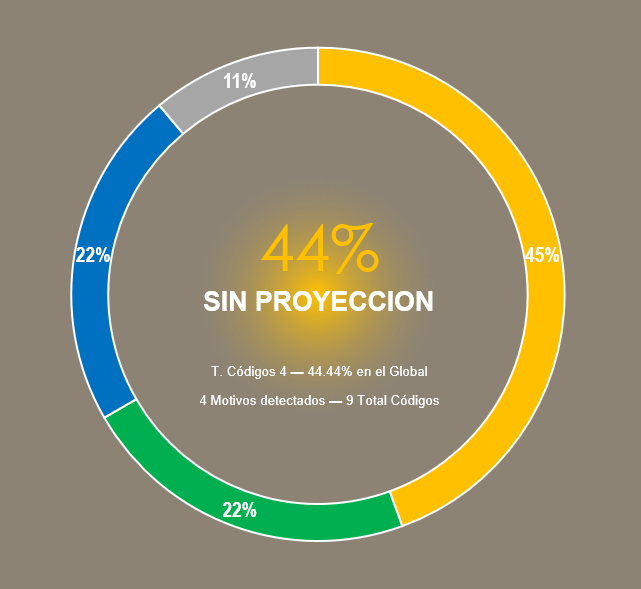 11%
22%
45%
44%
SIN PROYECCION
T. Códigos 4 — 44.44% en el Global
4 Motivos detectados — 9 Total Códigos
22%